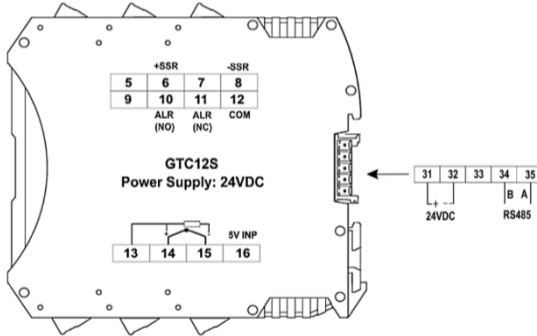 +SSR -SSR
5 6 7 8
9 10 11 12
ALR (NO) ALR (NC) COM
GTC12S
Power Supply: 24VDC
5V INP
13 14 15 16
31 32 33 34 35
+ - B A
24VDC RS485